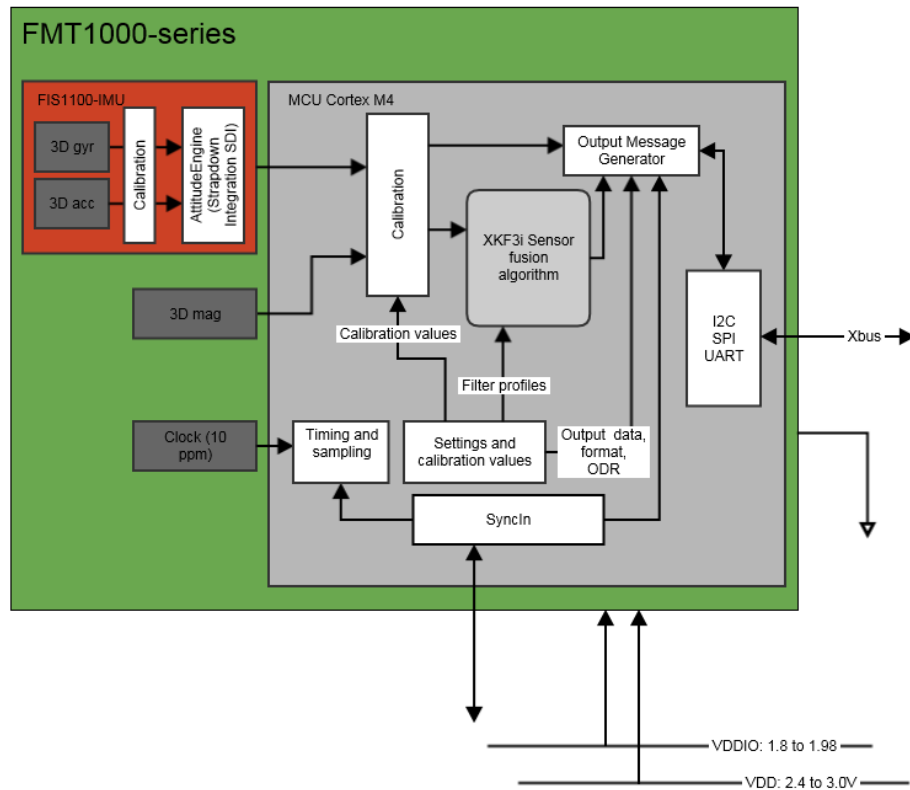 FMT1000-series
FIS1100-IMU
3D gyr
3D acc
Calibration
AttitudeEngine
(Strapdown
Integration SDI)
MCU Cortex M4
Calibration
Output Message
Generator
XKF3i Sensor
fusion
algorithm
3D mag
I2C
SPI
UART
Xbus
Calibration values
Filter profiles
Clock (10
ppm)
Timing and
sampling
Settings and
calibration values
Output data,
format,
ODR
SyncIn
VDDIO: 1.8 to 1.98
VDD: 2.4 to 3.0V